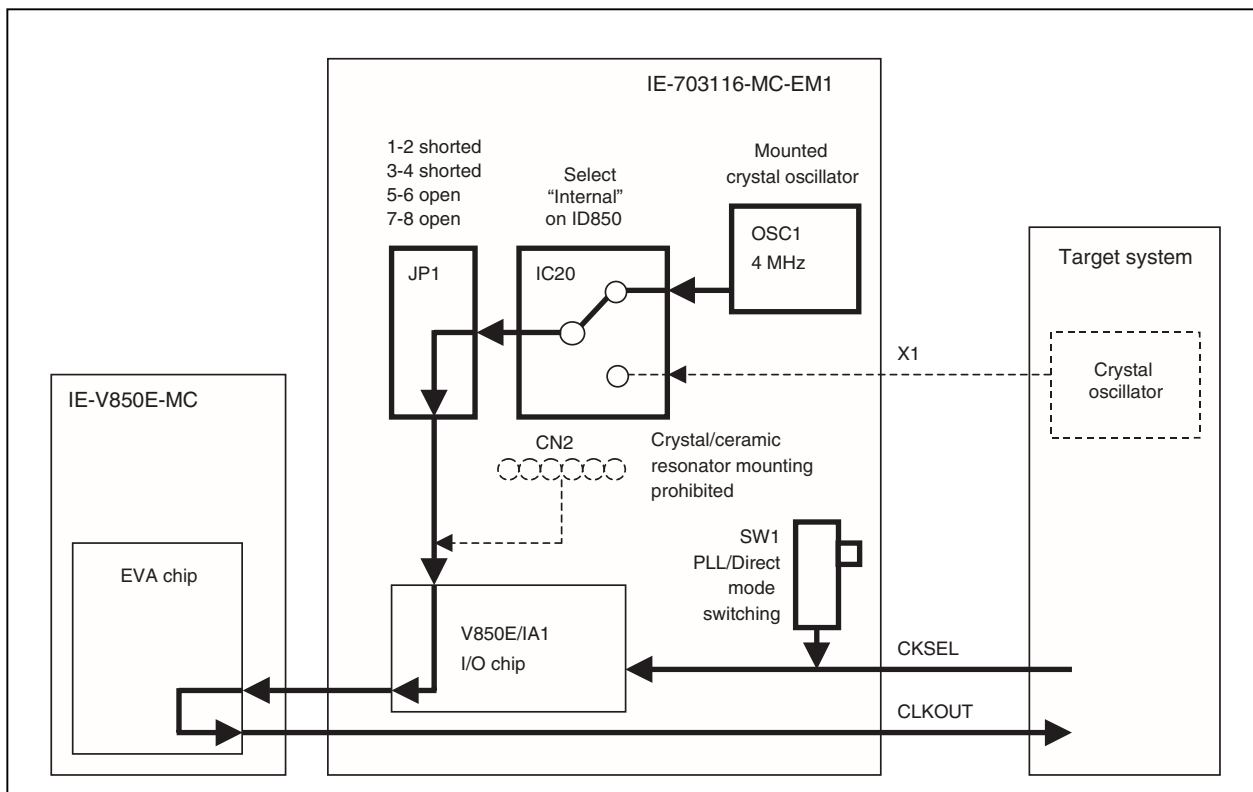 IE-703116-MC-EM1
1-2 shorted
3-4 shorted
5-6 open
7-8 open
Select
“Internal”
on ID850
Mounted
crystal oscillator
JP1
IC20
OSC1
4 MHz
Target system
X1
Crystal
oscillator
IE-V850E-MC
CN2
Crystal/ceramic
resonator mounting
prohibited
SW1
PLL/Direct
mode
switching
EVA chip
V850E/IA1
I/O chip
CKSEL
CLKOUT